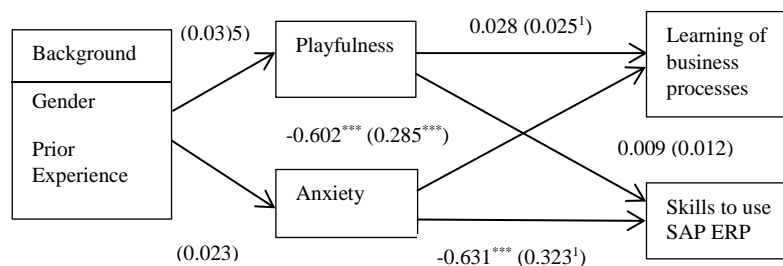 (0.03)5)
0.028 (0.025¹)
Background
Gender
Prior
Experience
Playfulness
Learning of
business
processes
-0.602*** (0.285***)
0.009 (0.012)
Anxiety
Skills to use
SAP ERP
(0.023)
-0.631*** (0.323¹)